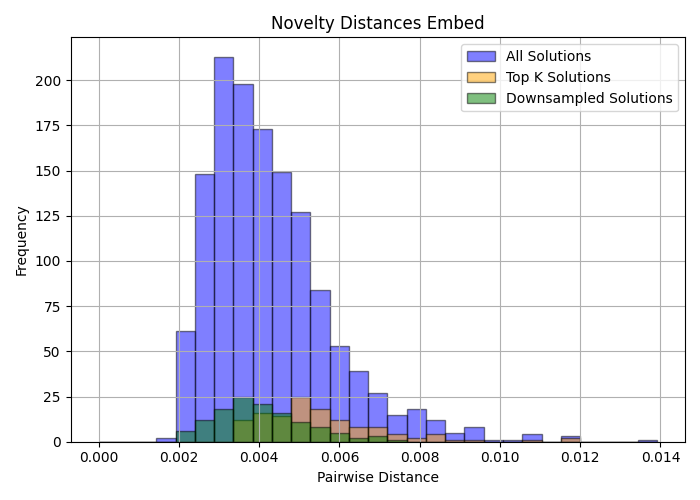 Novelty Distances Embed
All Solutions
Top K Solutions
Downsampled Solutions
Frequency
200
175
150
125
100
75
50
25
0
0.000 0.002 0.004 0.006 0.008 0.010 0.012 0.014
Pairwise Distance